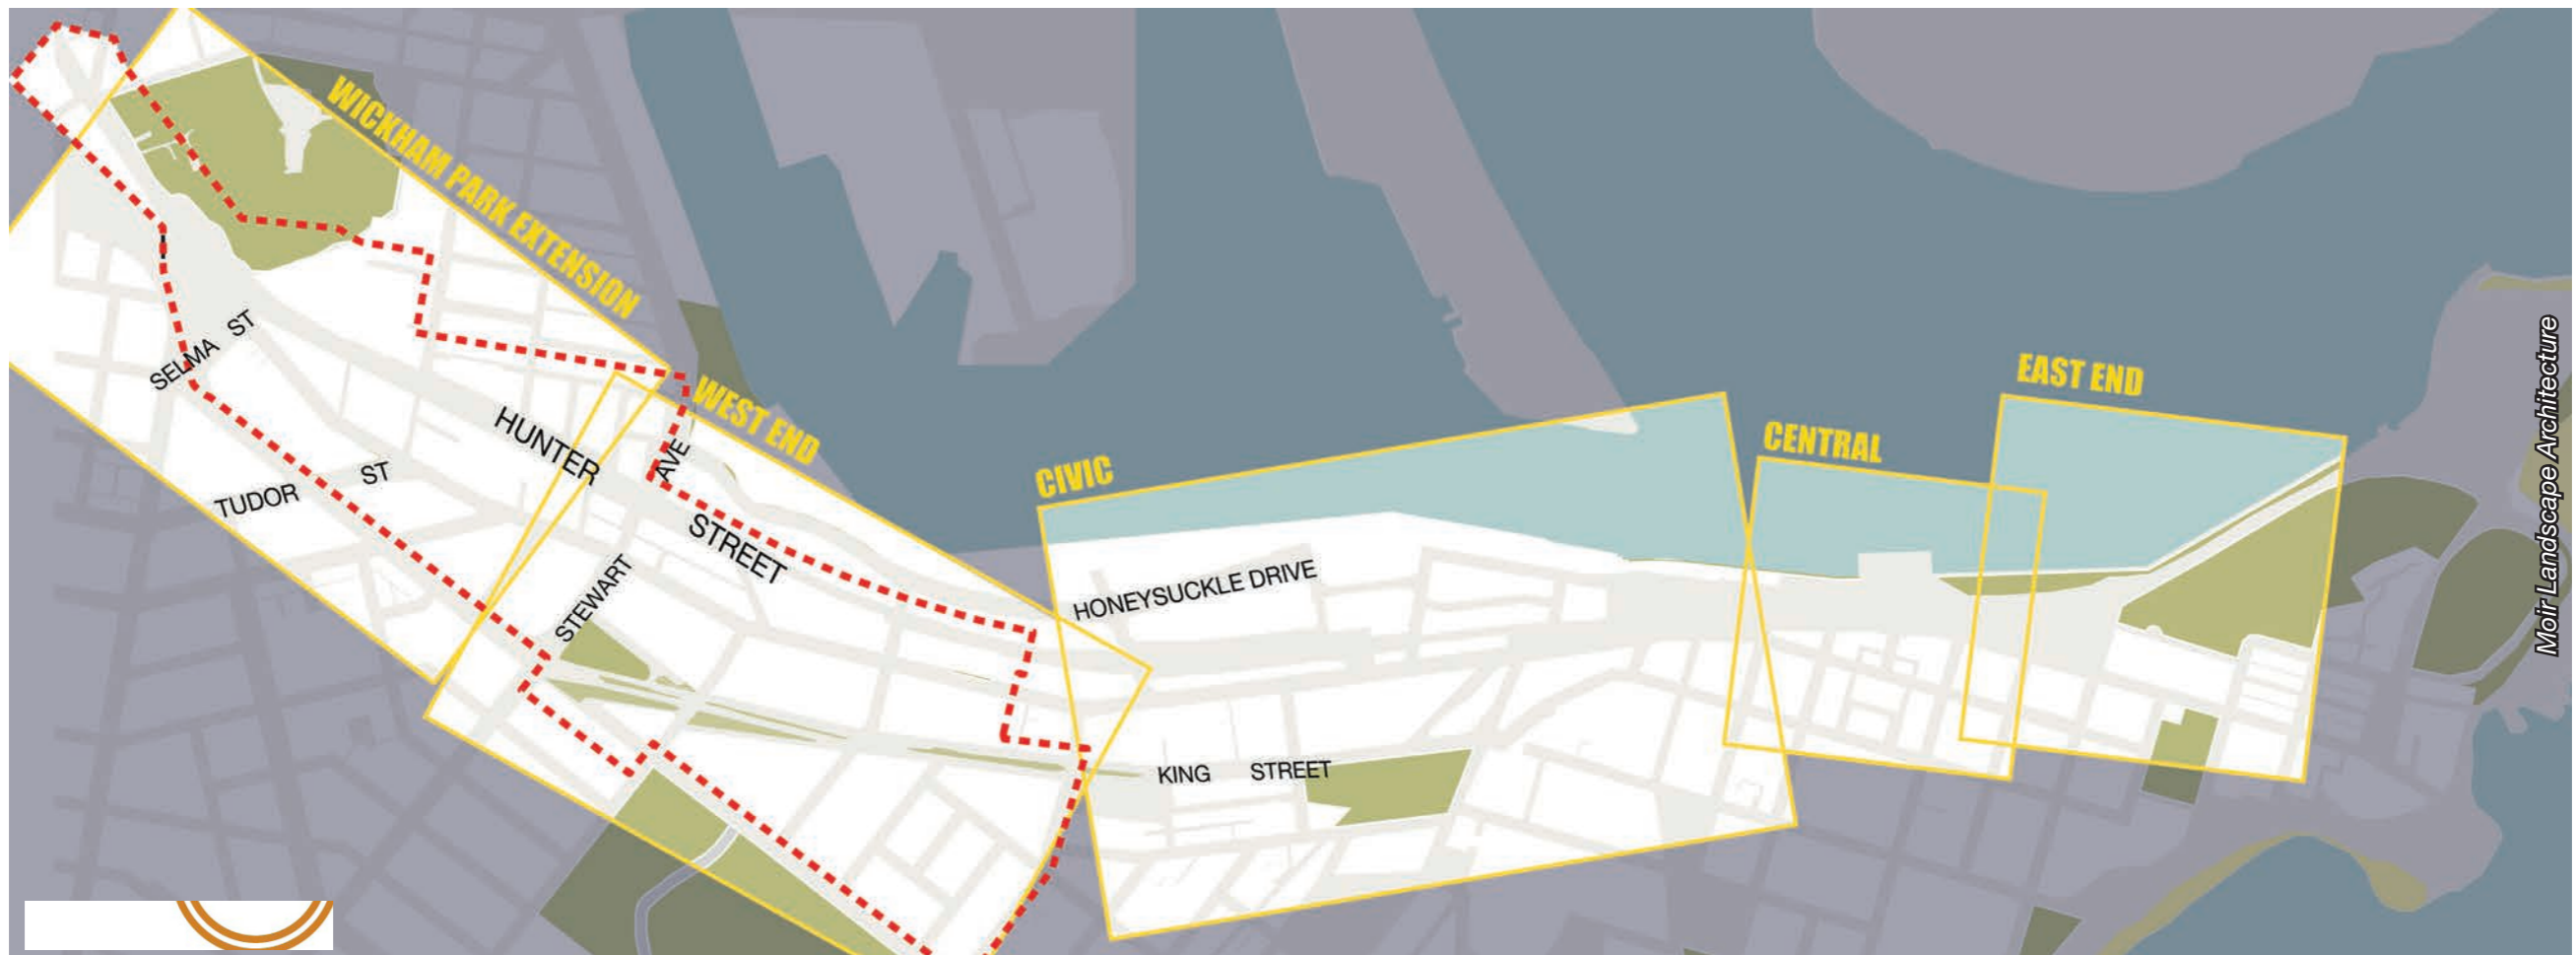 WICKHAM PARK EXTENSION
SELMA ST
TUDOR ST
HUNTER STREET
STEWART AVE
WEST END
CIVIC
HONEYSUCKLE DRIVE
KING STREET
CENTRAL
EAST END
Moir Landscape Architecture